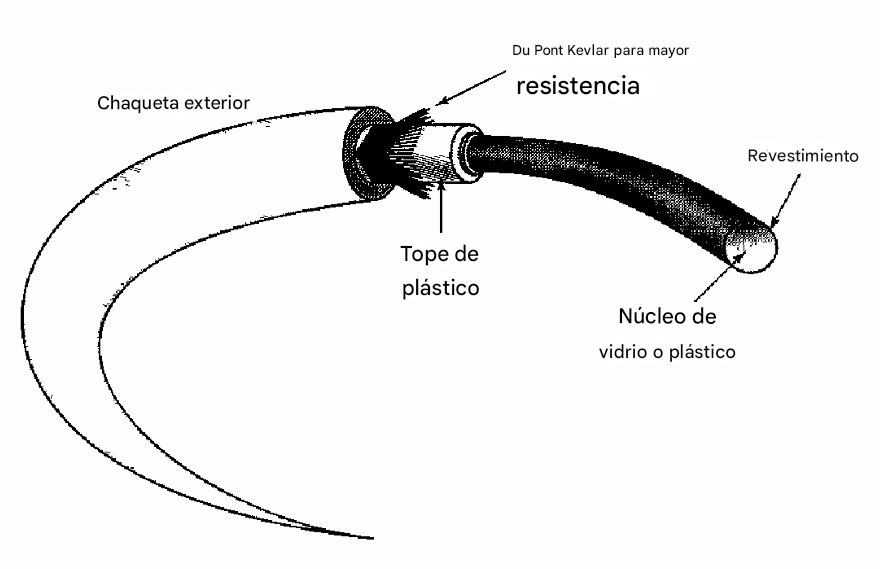 Du Pont Kevlar para mayor
resistencia
Chaqueta exterior
Revestimiento
Tope de
plástico
Núcleo de
vidrio o plástico